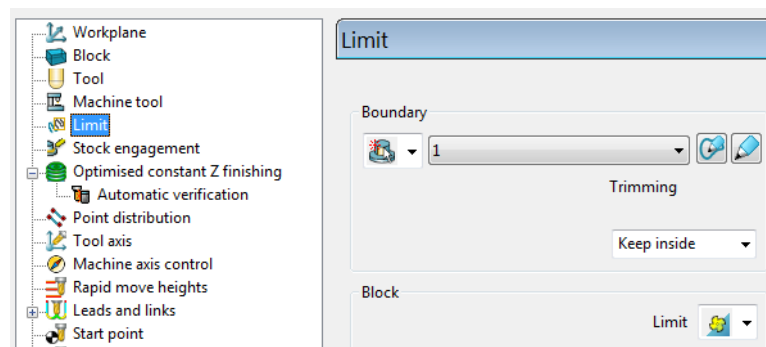 Workplane
Block
Tool
Machine tool
Limit
Stock engagement
Optimised constant Z finishing
Automatic verification
Point distribution
Tool axis
Machine axis control
Rapid move heights
Leads and links
Start point
Limit
Boundary
1
Trimming
Keep inside
Block
Limit